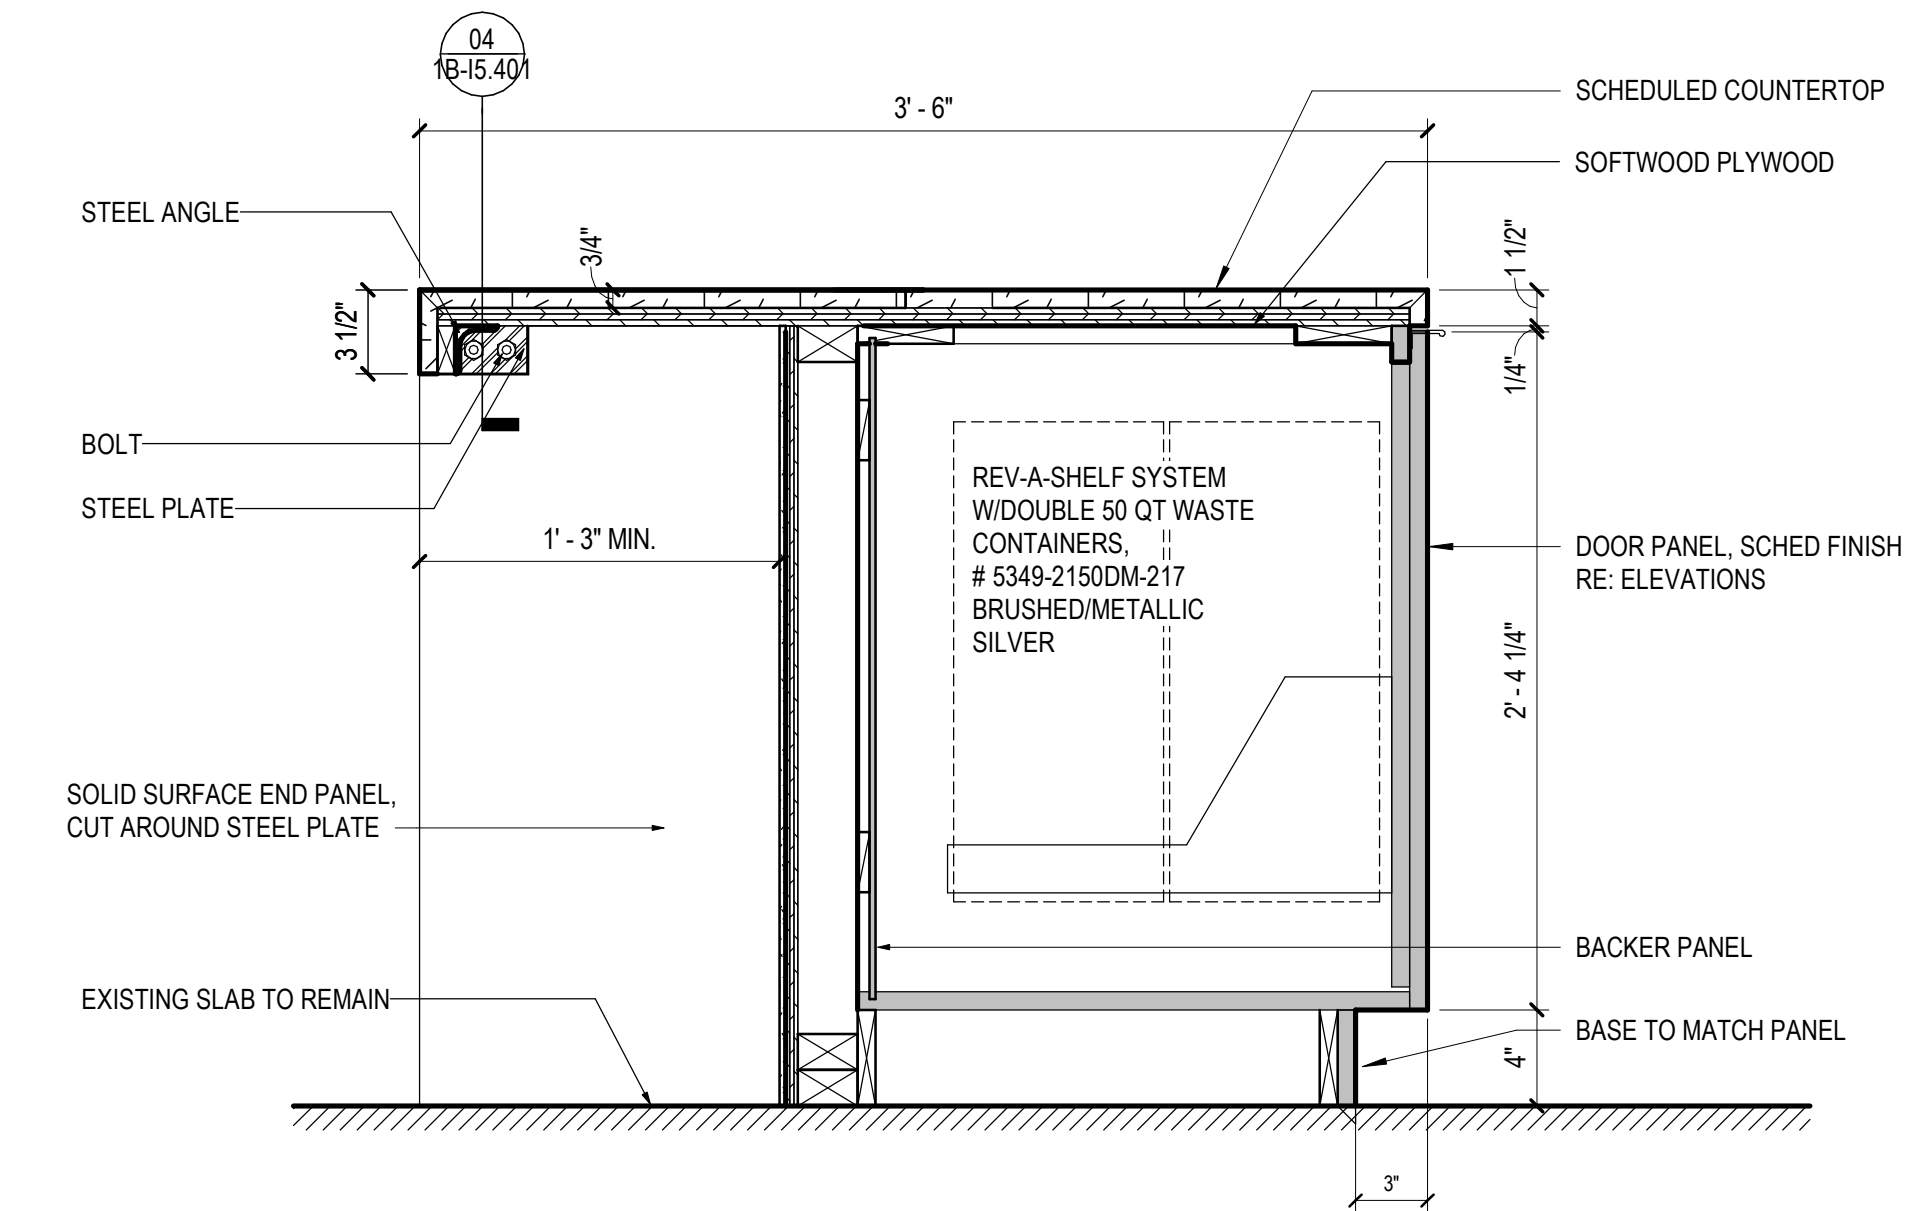 04
1B-I5.401
3' - 6"
SCHEDULED COUNTERTOP
SOFTWOOD PLYWOOD
STEEL ANGLE
3/4"
1 1/2"
3 1/2"
1/4"
BOLT
STEEL PLATE
1' - 3" MIN.
REV-A-SHELF SYSTEM
W/DOUBLE 50 QT WASTE
CONTAINERS,
# 5349-2150DM-217
BRUSHED/METALLIC
SILVER
DOOR PANEL, SCHED FINISH
RE: ELEVATIONS
2' - 4 1/4"
SOLID SURFACE END PANEL,
CUT AROUND STEEL PLATE
BACKER PANEL
EXISTING SLAB TO REMAIN
BASE TO MATCH PANEL
4"
3"